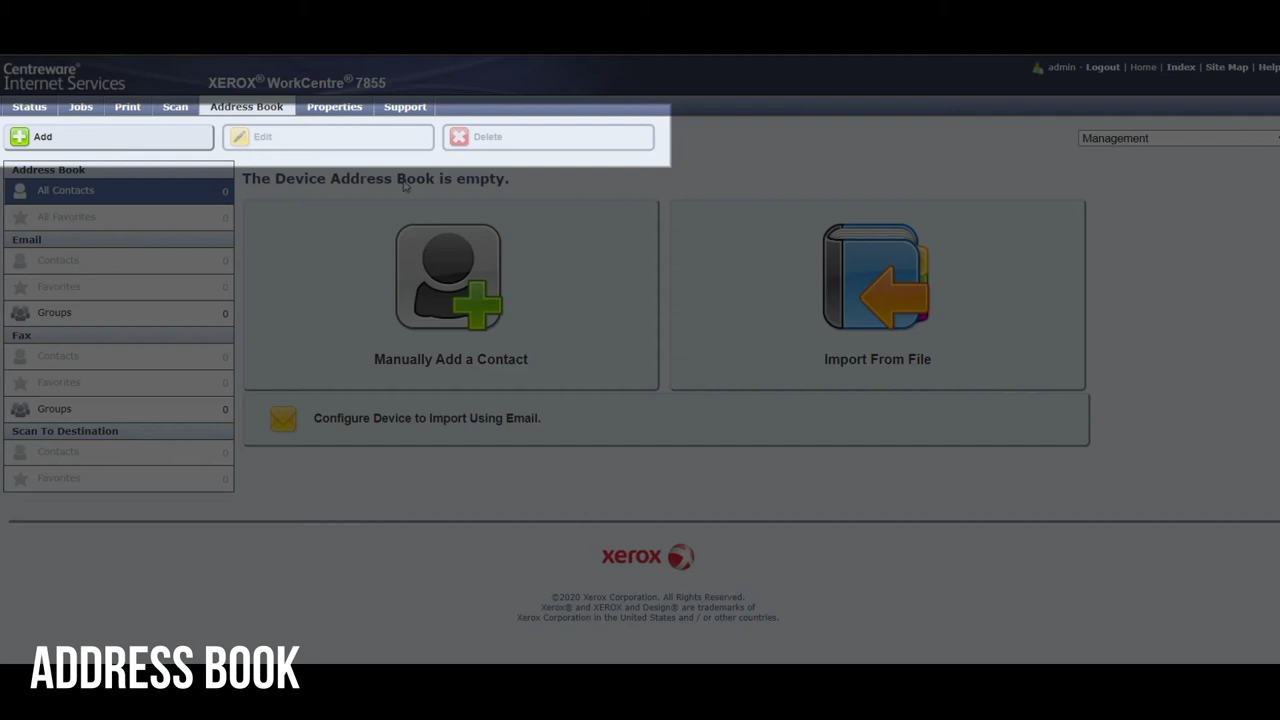 Centreware®
Internet Services
XEROX® WorkCentre® 7855
admin - Logout | Home | Index | Site Map | Help
Status Jobs Print Scan Address Book Properties Support
Add Edit Delete
Management
Address Book
All Contacts 0
All Favorites 0
Email
Contacts 0
Favorites 0
Groups 0
Fax
Contacts 0
Favorites 0
Groups 0
Scan To Destination
Contacts 0
Favorites 0
The Device Address Book is empty.
Manually Add a Contact
Import From File
Configure Device to Import Using Email.
xerox
©2020 Xerox Corporation. All Rights Reserved.
Xerox® and XEROX and Design® are trademarks of
Xerox Corporation in the United States and / or other countries.
ADDRESS BOOK